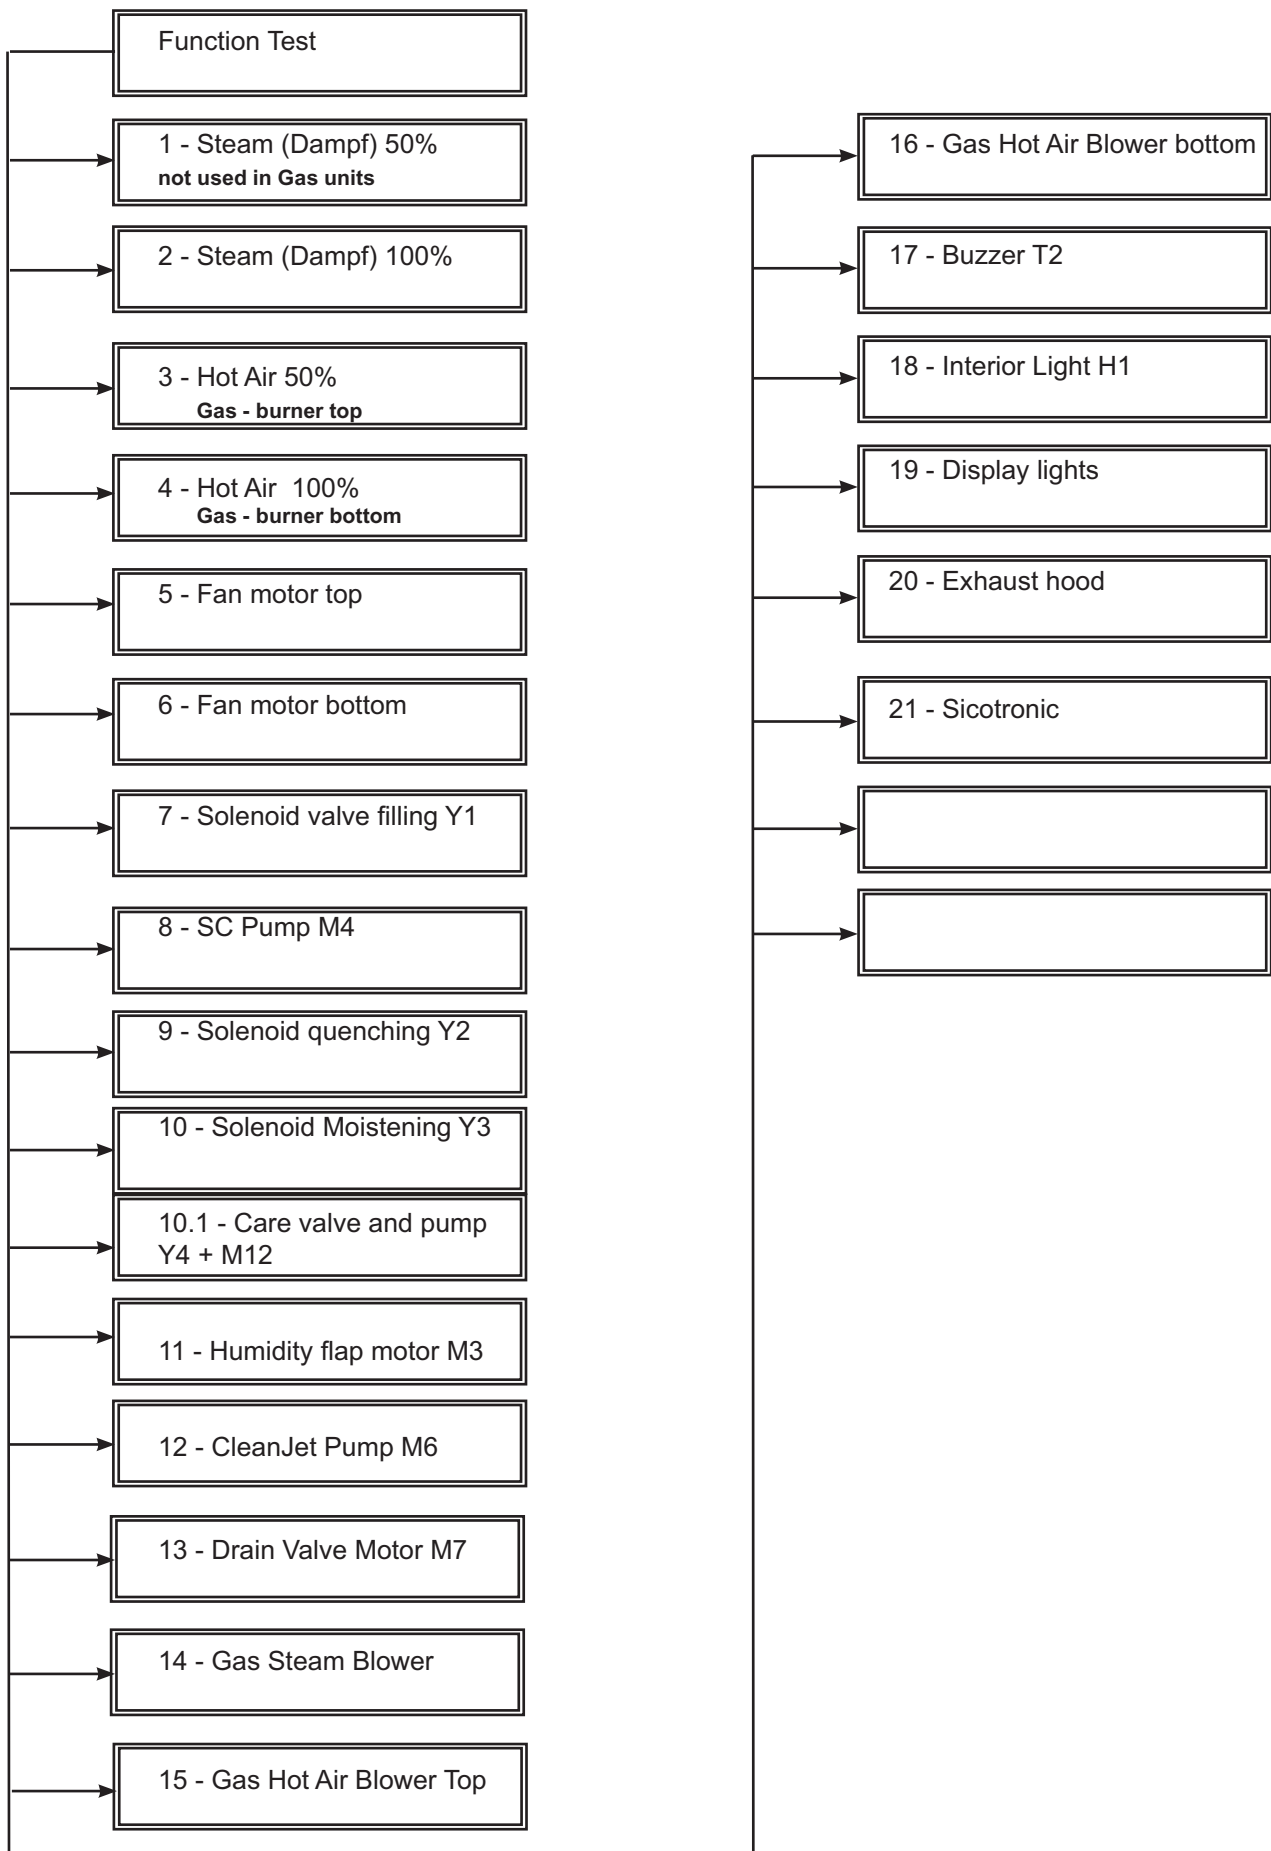 Function Test
1 - Steam (Dampf) 50%
not used in Gas units
2 - Steam (Dampf) 100%
3 - Hot Air 50%
Gas - burner top
4 - Hot Air  100%
Gas - burner bottom
5 - Fan motor top
6 - Fan motor bottom
7 - Solenoid valve filling Y1
8 - SC Pump M4
9 - Solenoid quenching Y2
10 - Solenoid Moistening Y3
10.1 - Care valve and pump
Y4 + M12
11 - Humidity flap motor M3
12 - CleanJet Pump M6
13 - Drain Valve Motor M7
14 - Gas Steam Blower
15 - Gas Hot Air Blower Top
16 - Gas Hot Air Blower bottom
17 - Buzzer T2
18 - Interior Light H1
19 - Display lights
20 - Exhaust hood
21 - Sicotronic